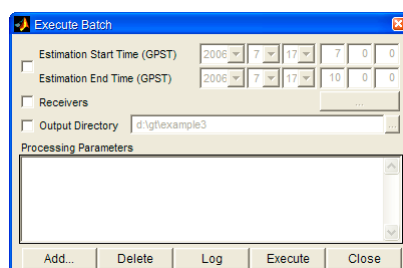 Execute Batch
Estimation Start Time (GPST) 2006 7 17 7 0 0
Estimation End Time (GPST) 2006 7 17 10 0 0
Receivers ...
Output Directory d:\gt\example3 ...
Processing Parameters
Add... Delete Log Execute Close